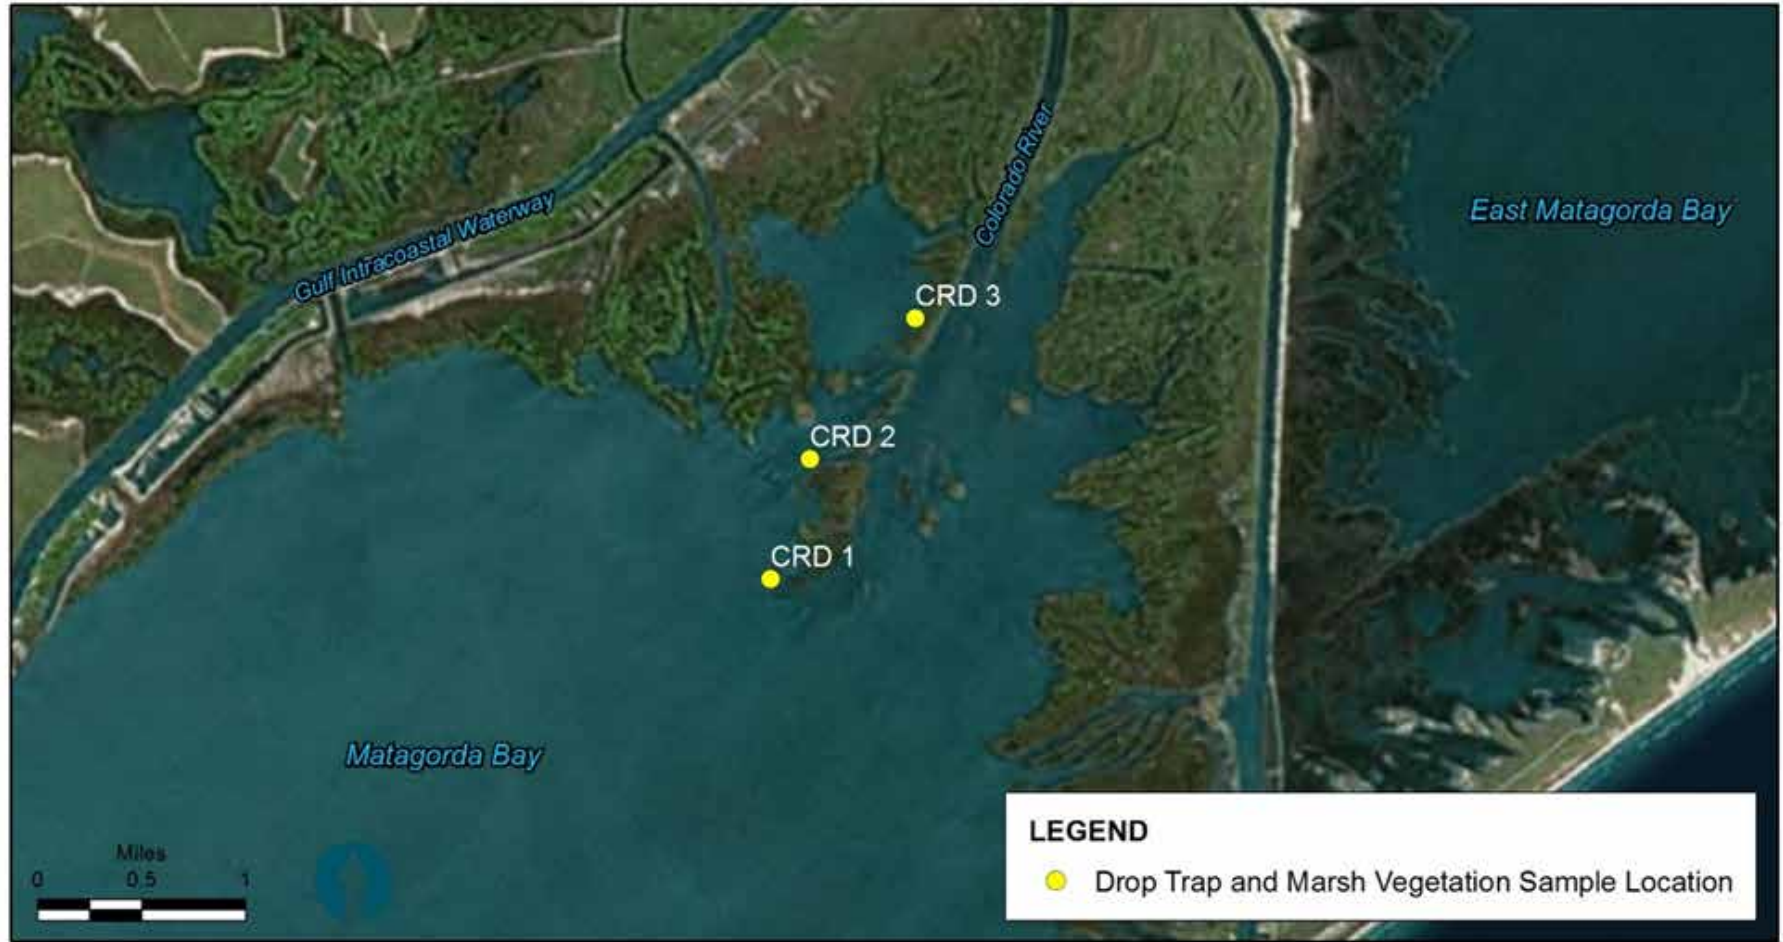 Colorado River
East Matagorda Bay
Gulf Intracoastal Waterway
CRD 3
CRD 2
CRD 1
Matagorda Bay
Miles
0 0.5 1
LEGEND
Drop Trap and Marsh Vegetation Sample Location